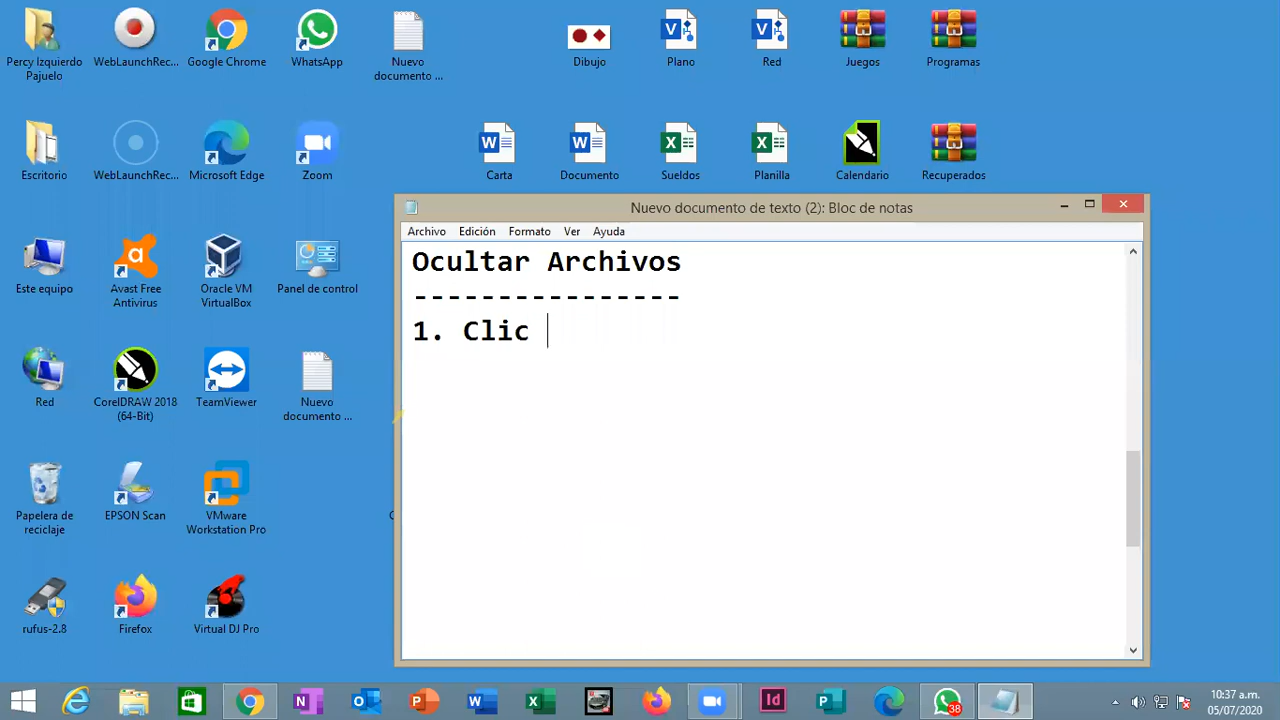 Percy Izquierdo
Pajuelo
WebLaunchRec...
Google Chrome
WhatsApp
Nuevo
documento ...
Dibujo
Plano
Red
Juegos
Programas
Escritorio
WebLaunchRec...
Microsoft Edge
Zoom
Carta
Documento
Sueldos
Planilla
Calendario
Recuperados
Nuevo documento de texto (2): Bloc de notas
Archivo Edición Formato Ver Ayuda
Ocultar Archivos
----------------
1. Clic
Este equipo
Avast Free
Antivirus
Oracle VM
VirtualBox
Panel de control
Red
CorelDRAW 2018
(64-Bit)
TeamViewer
Nuevo
documento ...
Papelera de
reciclaje
EPSON Scan
VMware
Workstation Pro
rufus-2.8
Firefox
Virtual DJ Pro
38
10:37 a.m.
05/07/2020